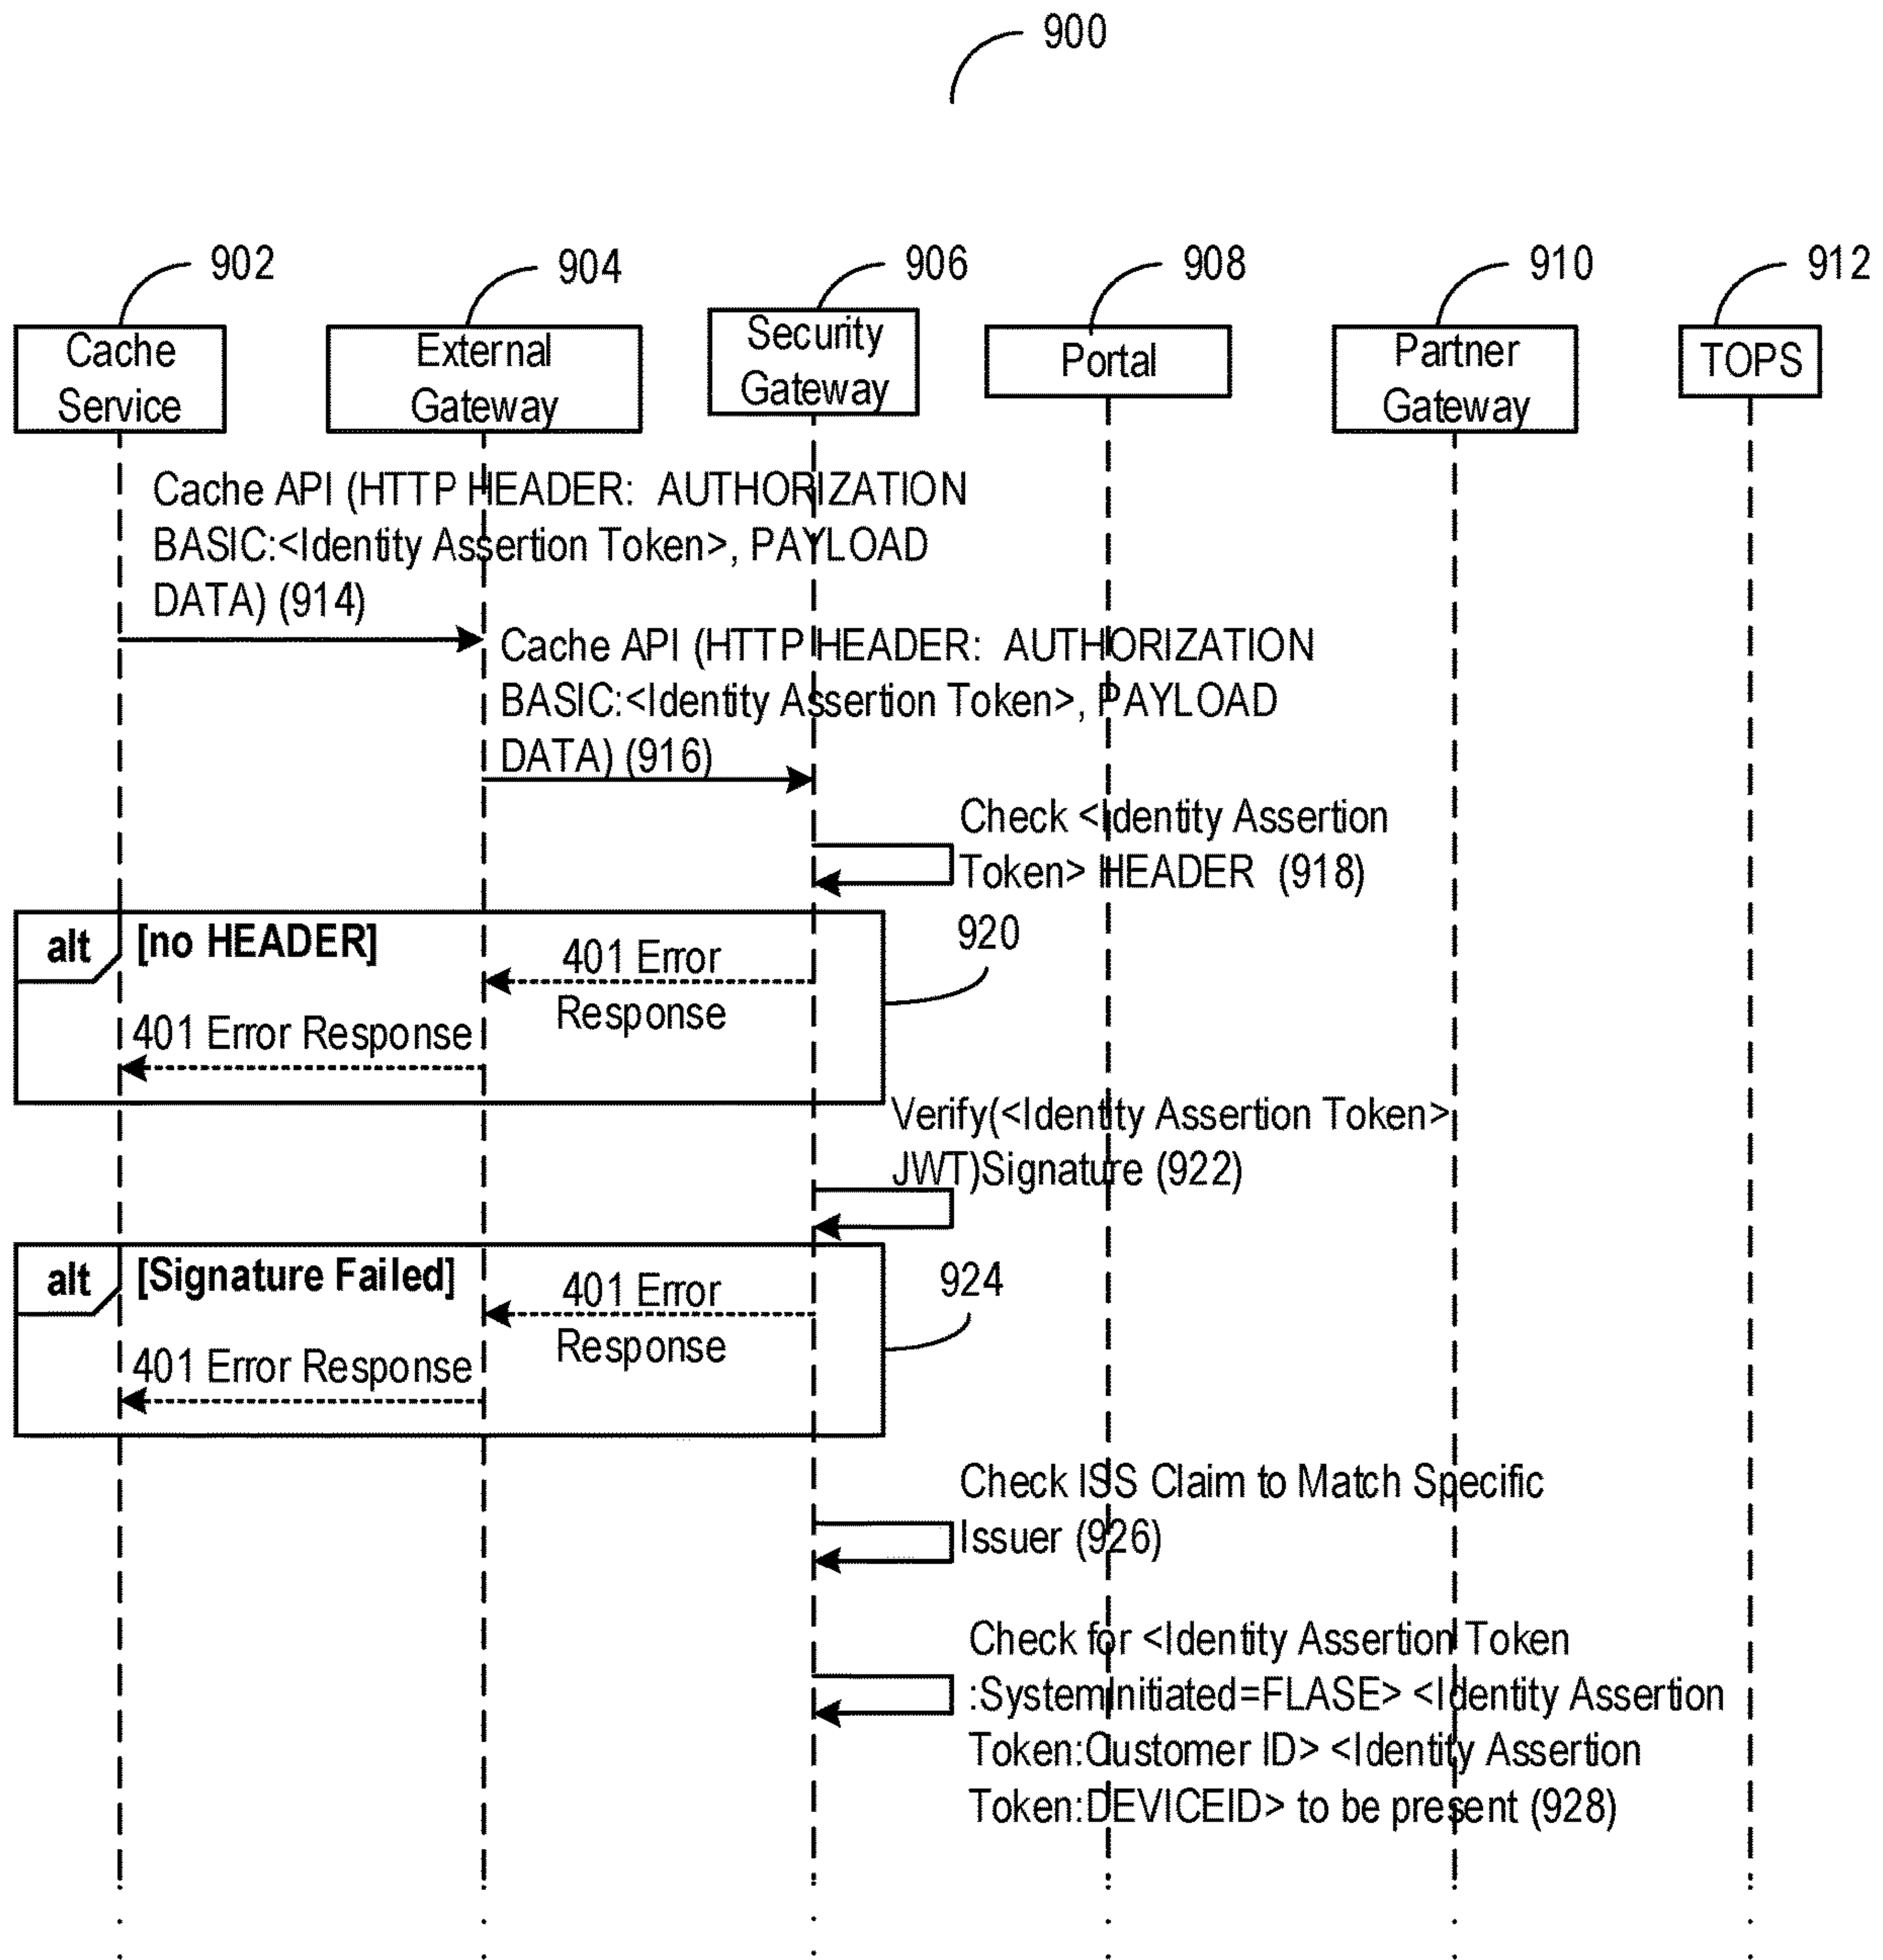 900
902
904
906
908
910
912
Cache
Service
External
Gateway
Security
Gateway
Portal
Partner
Gateway
TOPS
Cache API (HTTP HEADER: AUTHORIZATION
BASIC:<Identity Assertion Token>, PAYLOAD
DATA) (914)
Cache API (HTTP HEADER: AUTHORIZATION
BASIC:<Identity Assertion Token>, PAYLOAD
DATA) (916)
Check <Identity Assertion
Token> HEADER (918)
alt
[no HEADER]
401 Error
Response
920
401 Error Response
Verify(<Identity Assertion Token>
JWT)Signature (922)
alt
[Signature Failed]
401 Error
Response
924
401 Error Response
Check ISS Claim to Match Specific
Issuer (926)
Check for <Identity Assertion Token
:SystemInitiated=FLASE> <Identity Assertion
Token:Customer ID> <Identity Assertion
Token:DEVICEID> to be present (928)